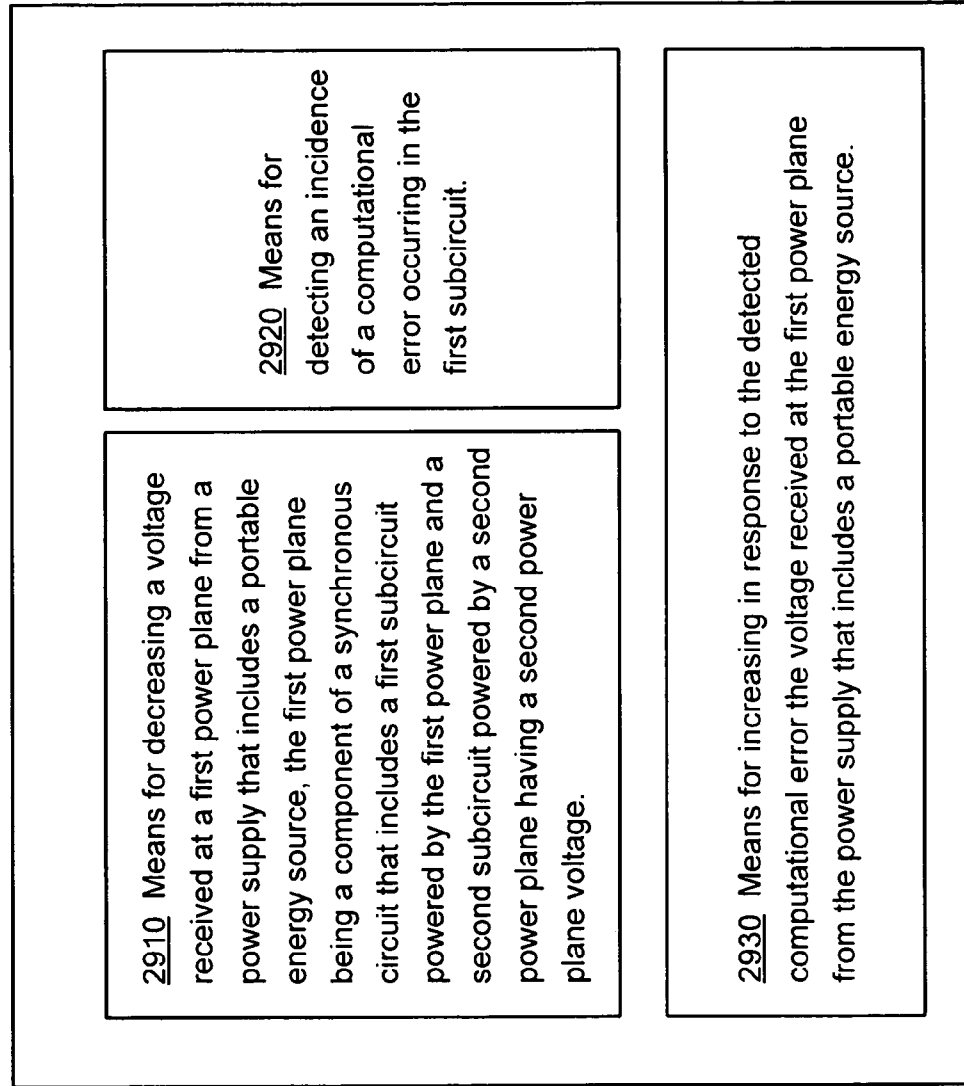 2910 Means for decreasing a voltage
received at a first power plane from a
power supply that includes a portable
energy source, the first power plane
being a component of a synchronous
circuit that includes a first subcircuit
powered by the first power plane and a
second subcircuit powered by a second
power plane having a second power
plane voltage.
2920 Means for
detecting an incidence
of a computational
error occurring in the
first subcircuit.
2930 Means for increasing in response to the detected
computational error the voltage received at the first power plane
from the power supply that includes a portable energy source.